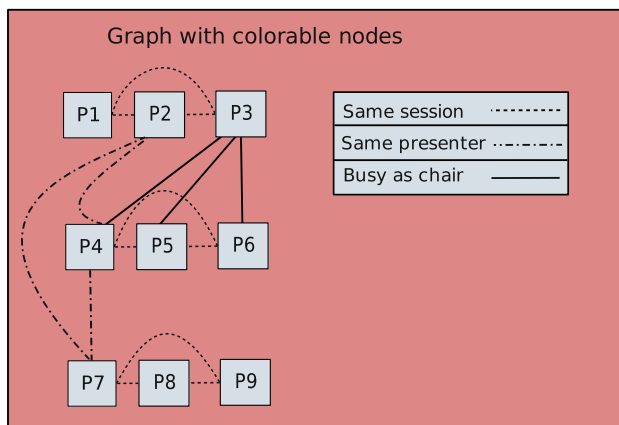 Graph with colorable nodes
P1 P2 P3
Same session
Same presenter
Busy as chair
P4 P5 P6
P7 P8 P9